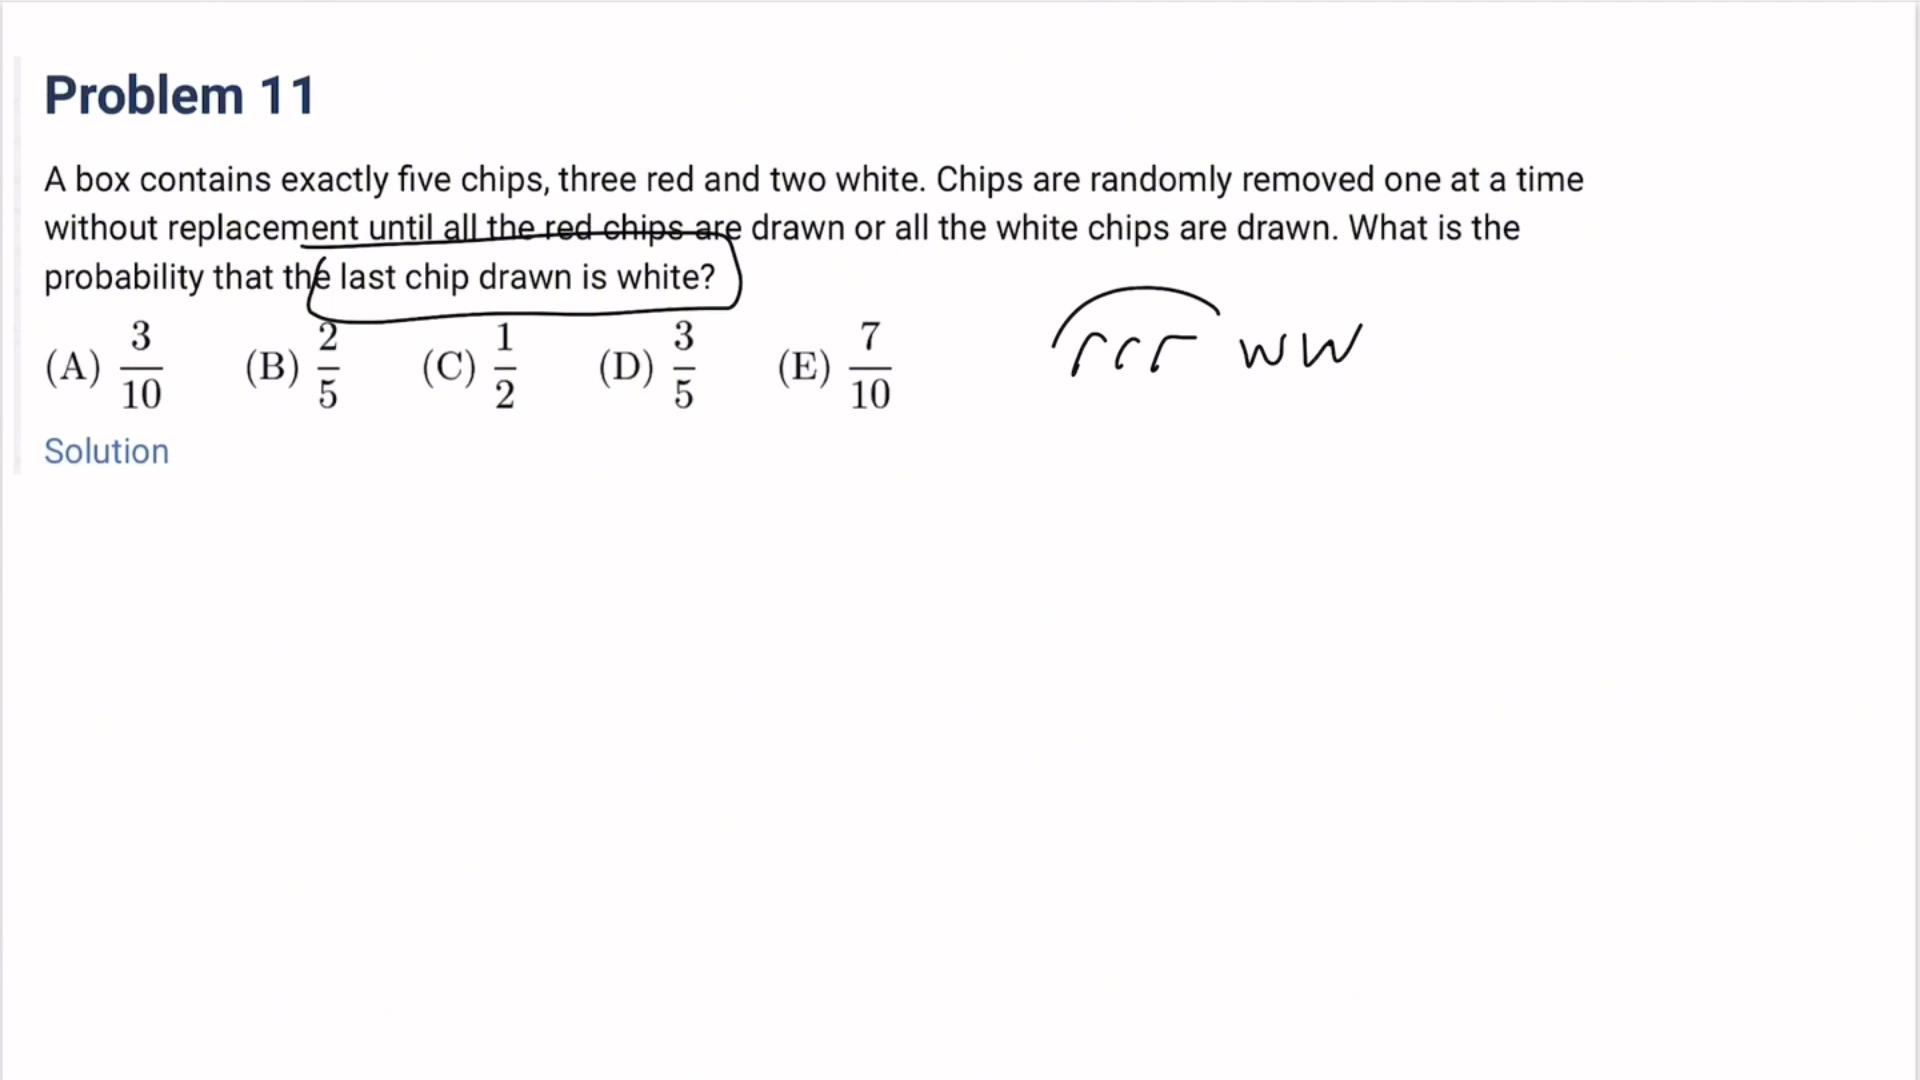 Problem 11
A box contains exactly five chips, three red and two white. Chips are randomly removed one at a time
without replacement until all the red chips are drawn or all the white chips are drawn. What is the
probability that the last chip drawn is white?
(A) 3/10 (B) 2/5 (C) 1/2 (D) 3/5 (E) 7/10
r r r w w
Solution